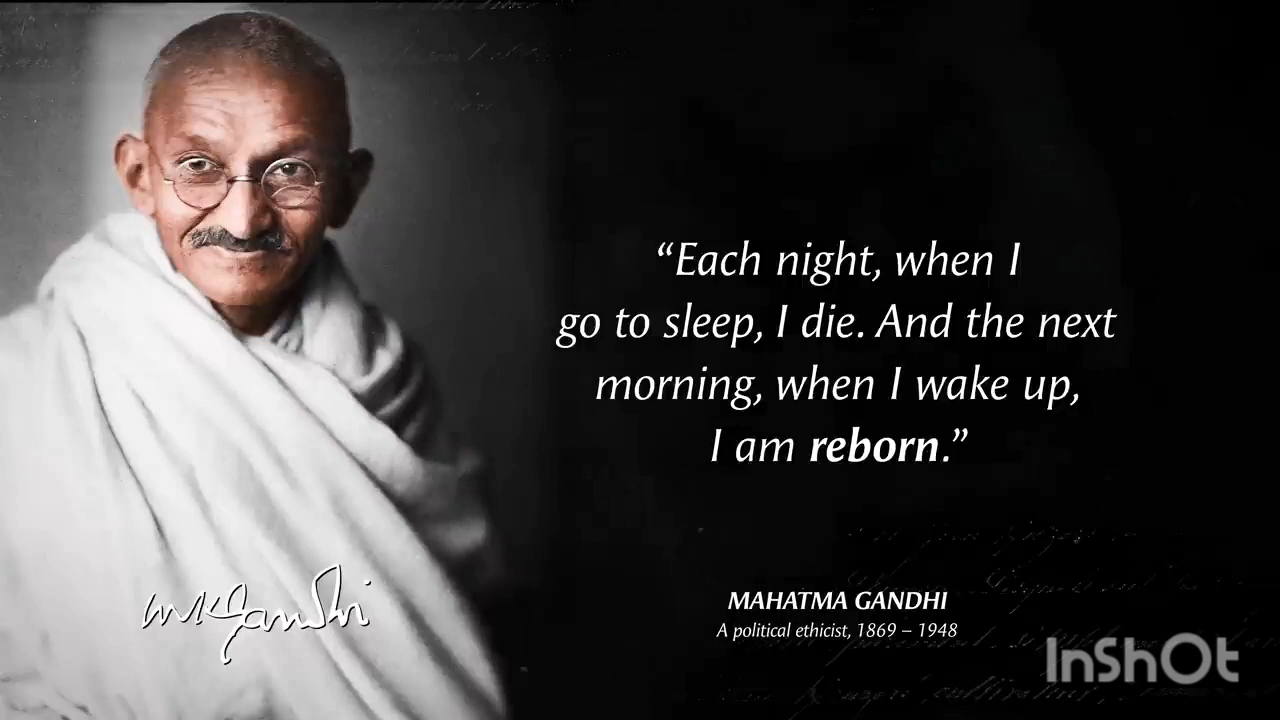 “Each night, when I
go to sleep, I die. And the next
morning, when I wake up,
I am reborn.”
MKGandhi
MAHATMA GANDHI
A political ethicist, 1869 – 1948
InShOt